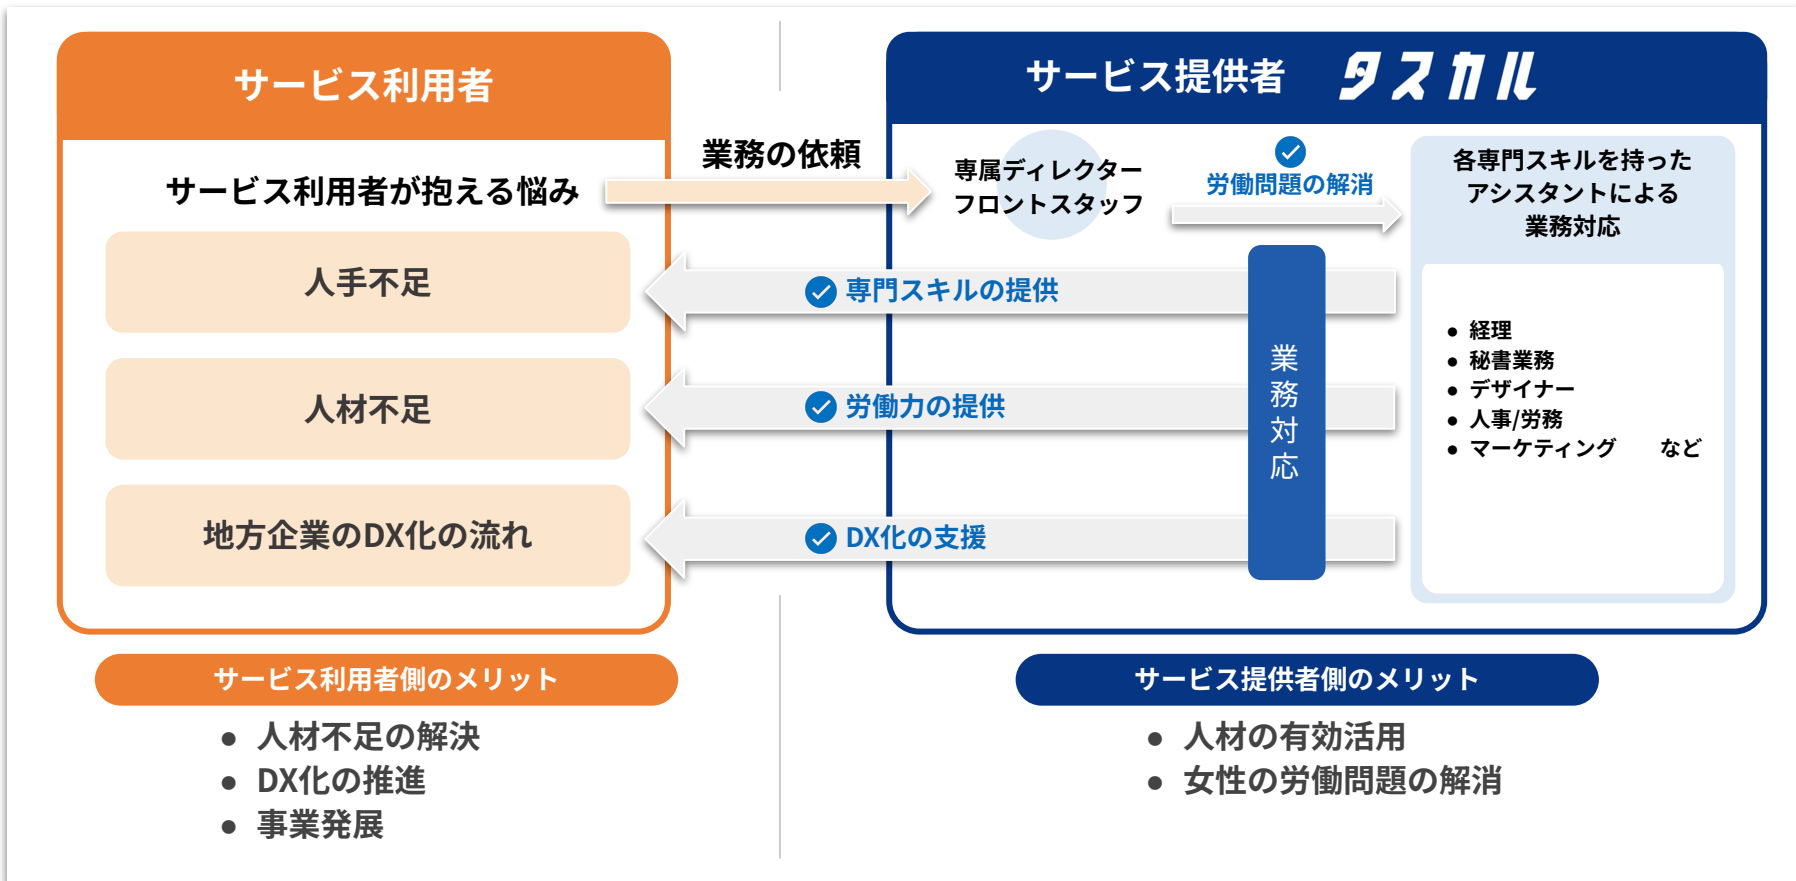 サービス利用者
サービス利用者が抱える悩み
人手不足
人材不足
地方企業のDX化の流れ
業務の依頼
サービス提供者 タスカル
専属ディレクター
フロントスタッフ
労働問題の解消
各専門スキルを持った
アシスタントによる
業務対応
● 経理
● 秘書業務
● デザイナー
● 人事/労務
● マーケティング など
専門スキルの提供
労働力の提供
DX化の支援
業務対応
サービス利用者側のメリット
● 人材不足の解決
● DX化の推進
● 事業発展
サービス提供者側のメリット
● 人材の有効活用
● 女性の労働問題の解消